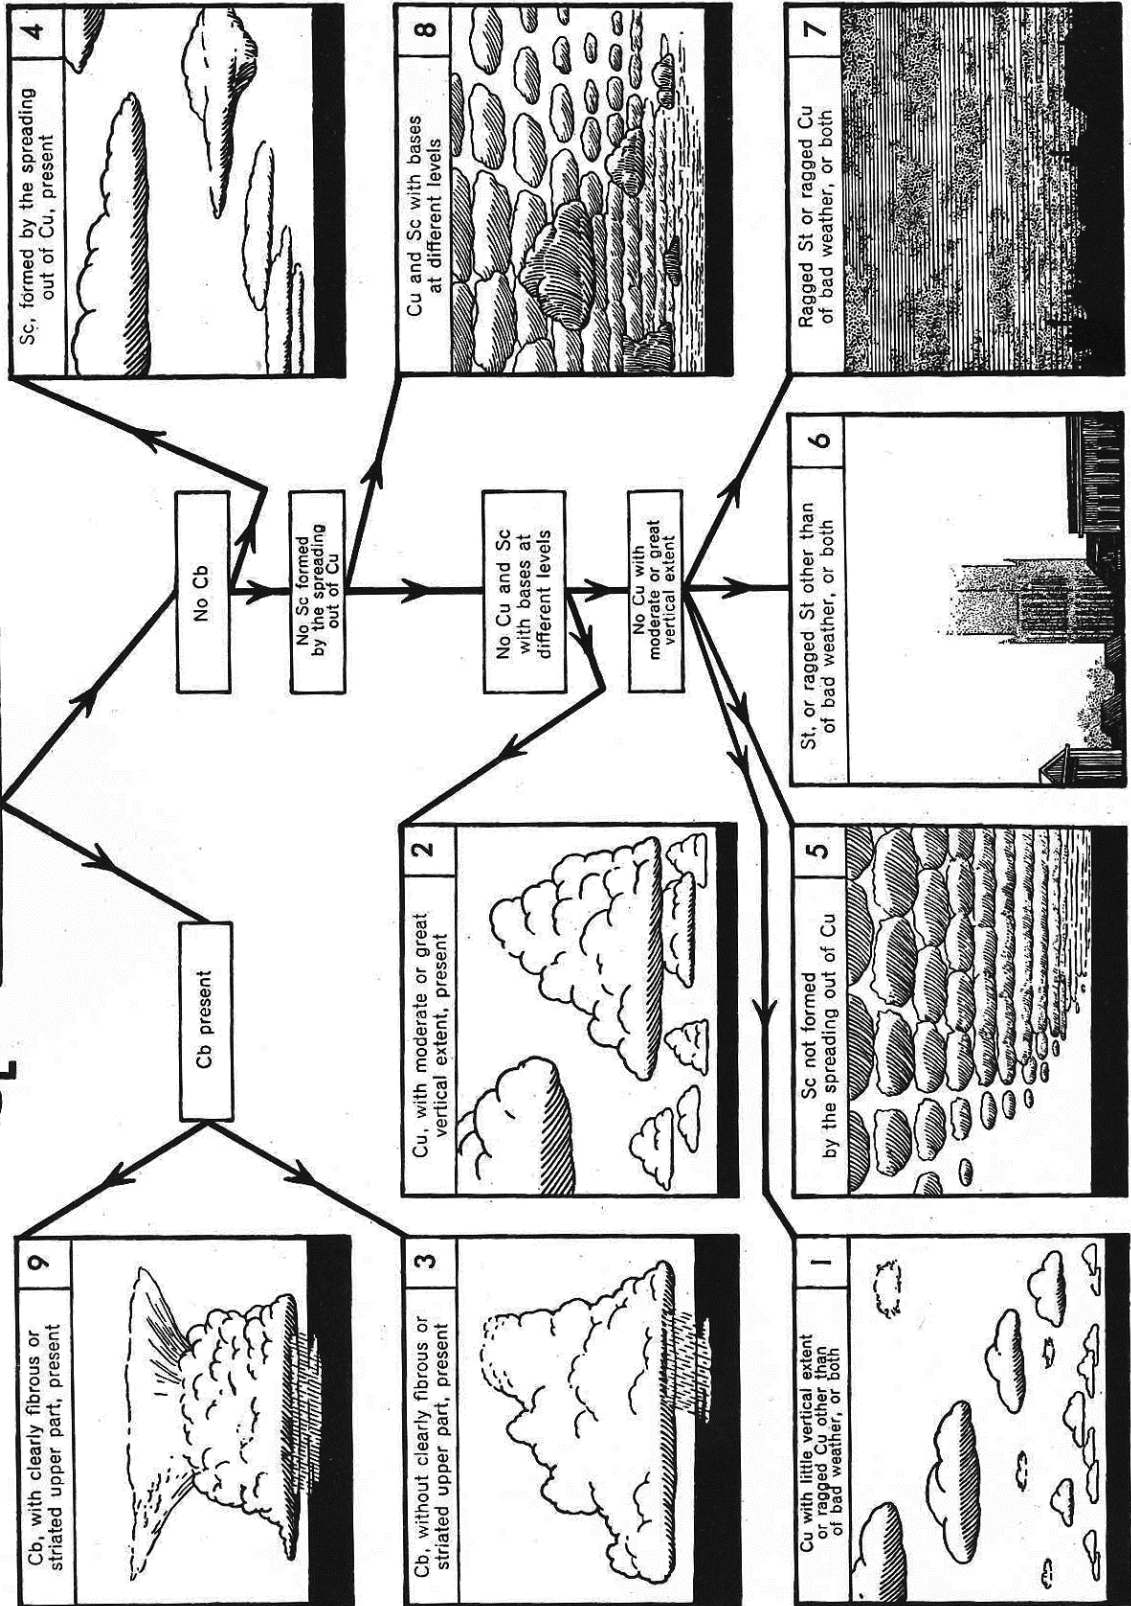 L
9
Cb, with clearly fibrous or
striated upper part, present
Cb present
No Cb
4
Sc, formed by the spreading
out of Cu, present
3
Cb, without clearly fibrous or
striated upper part, present
2
Cu, with moderate or great
vertical extent, present
No Sc formed
by the spreading
out of Cu
8
Cu and Sc with bases
at different levels
No Cu and Sc
with bases at
different levels
No Cu with
moderate or great
vertical extent
1
Cu with little vertical extent
or ragged Cu other than
of bad weather, or both
5
Sc not formed
by the spreading out of Cu
6
St, or ragged St other than
of bad weather, or both
7
Ragged St or ragged Cu
of bad weather, or both